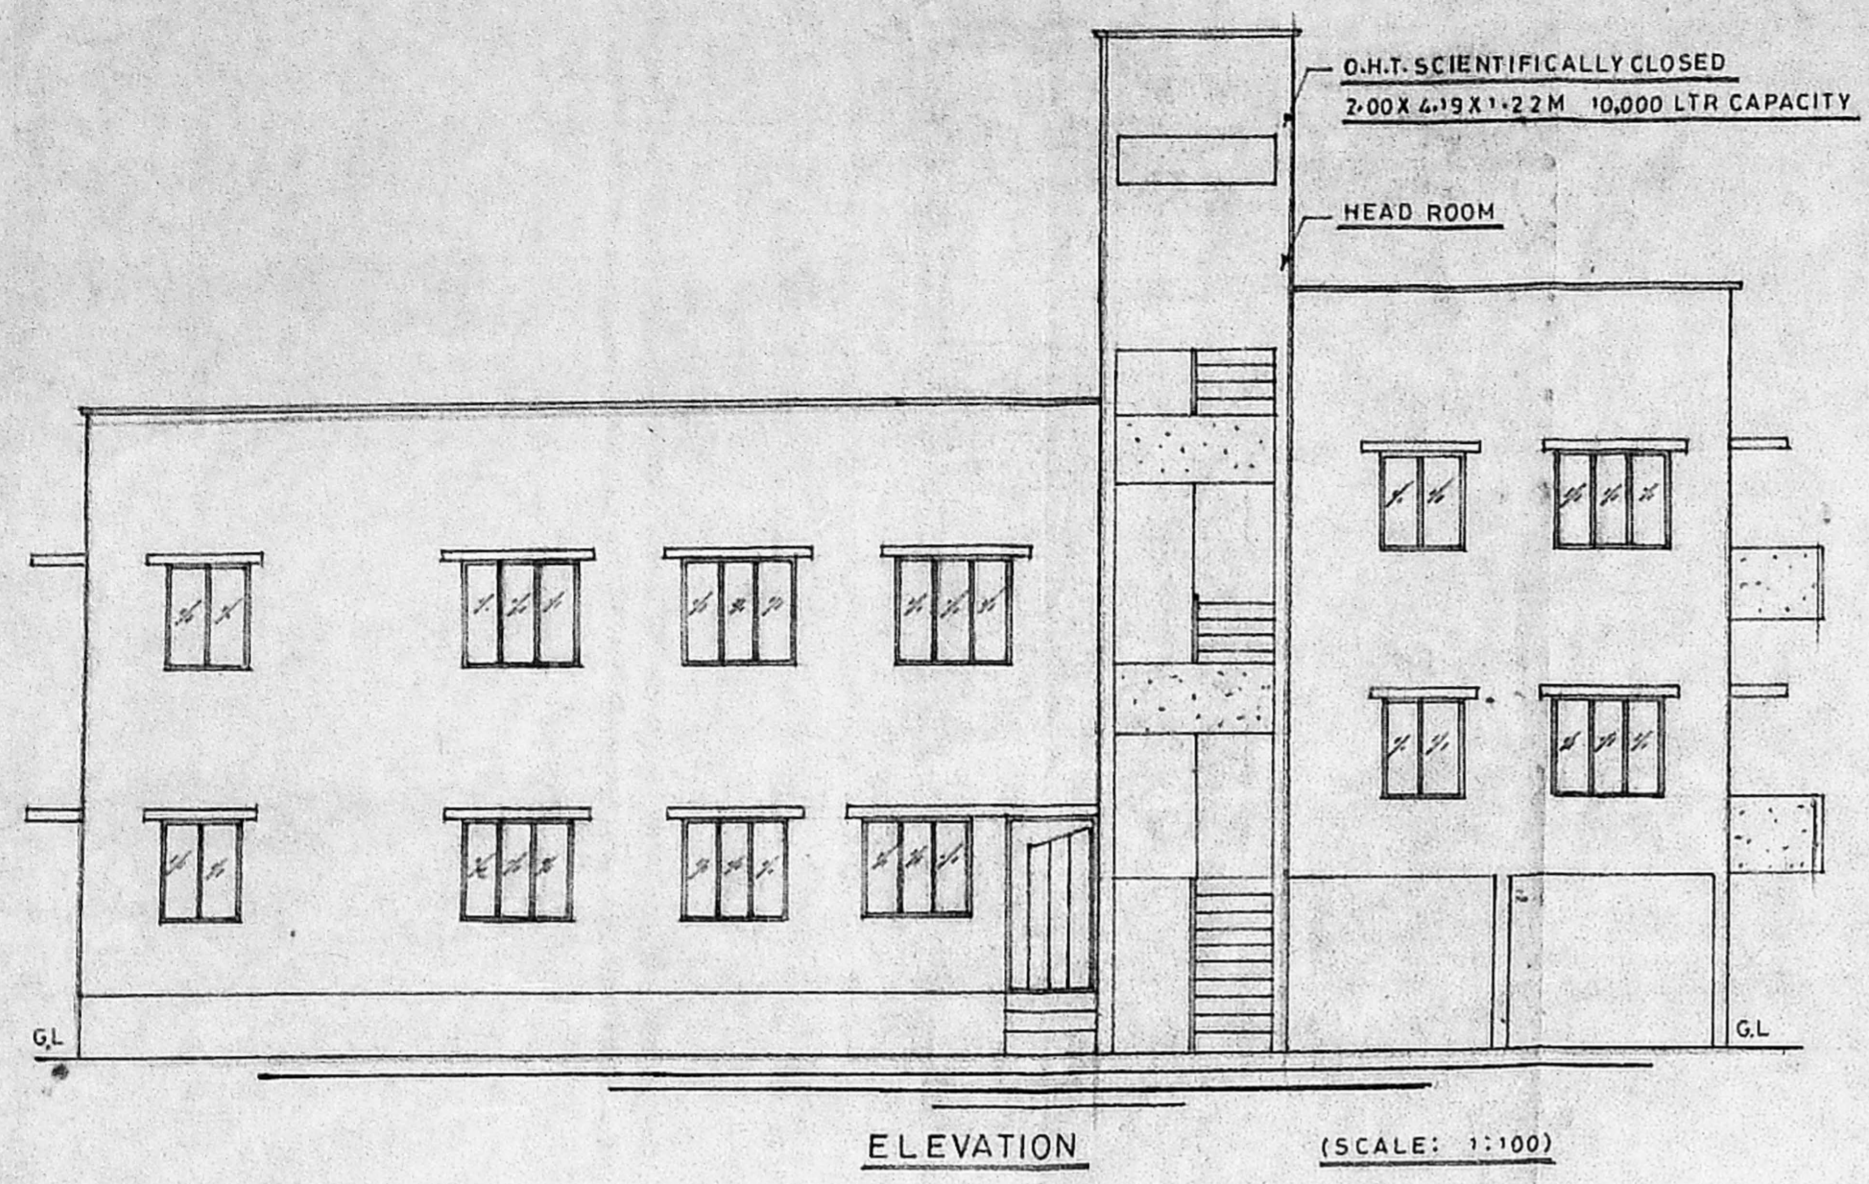 O.H.T. SCIENTIFICALLY CLOSED
2.00 X 4.19 X 1.22 M 10,000 LTR CAPACITY
HEAD ROOM
G.L
G.L
ELEVATION
(SCALE: 1:100)